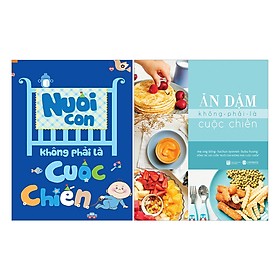 Nuôi
con
không phải là
Cuộc
Chiến
ĂN DẶM
không-phải-là
cuộc chiến